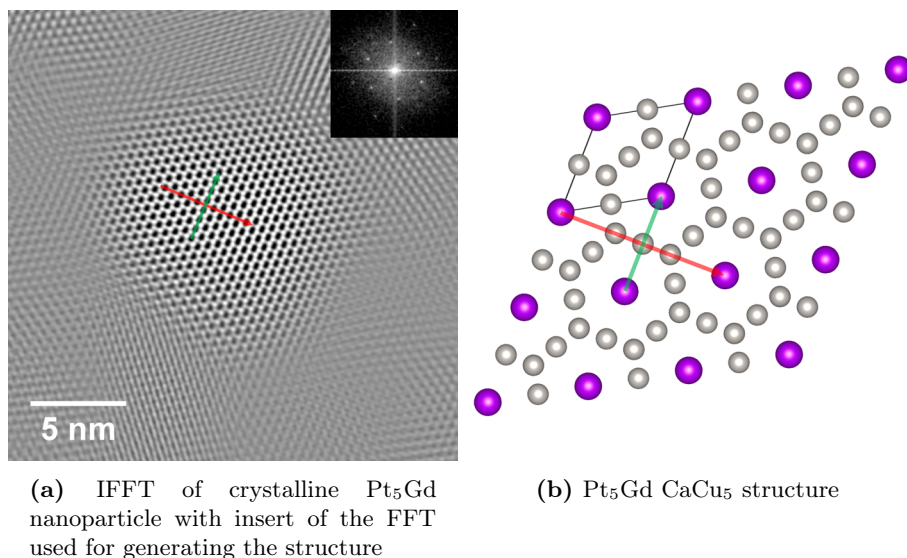 5 nm
(a) IFFT of crystalline Pt₅Gd
nanoparticle with insert of the FFT
used for generating the structure
(b) Pt₅Gd CaCu₅ structure